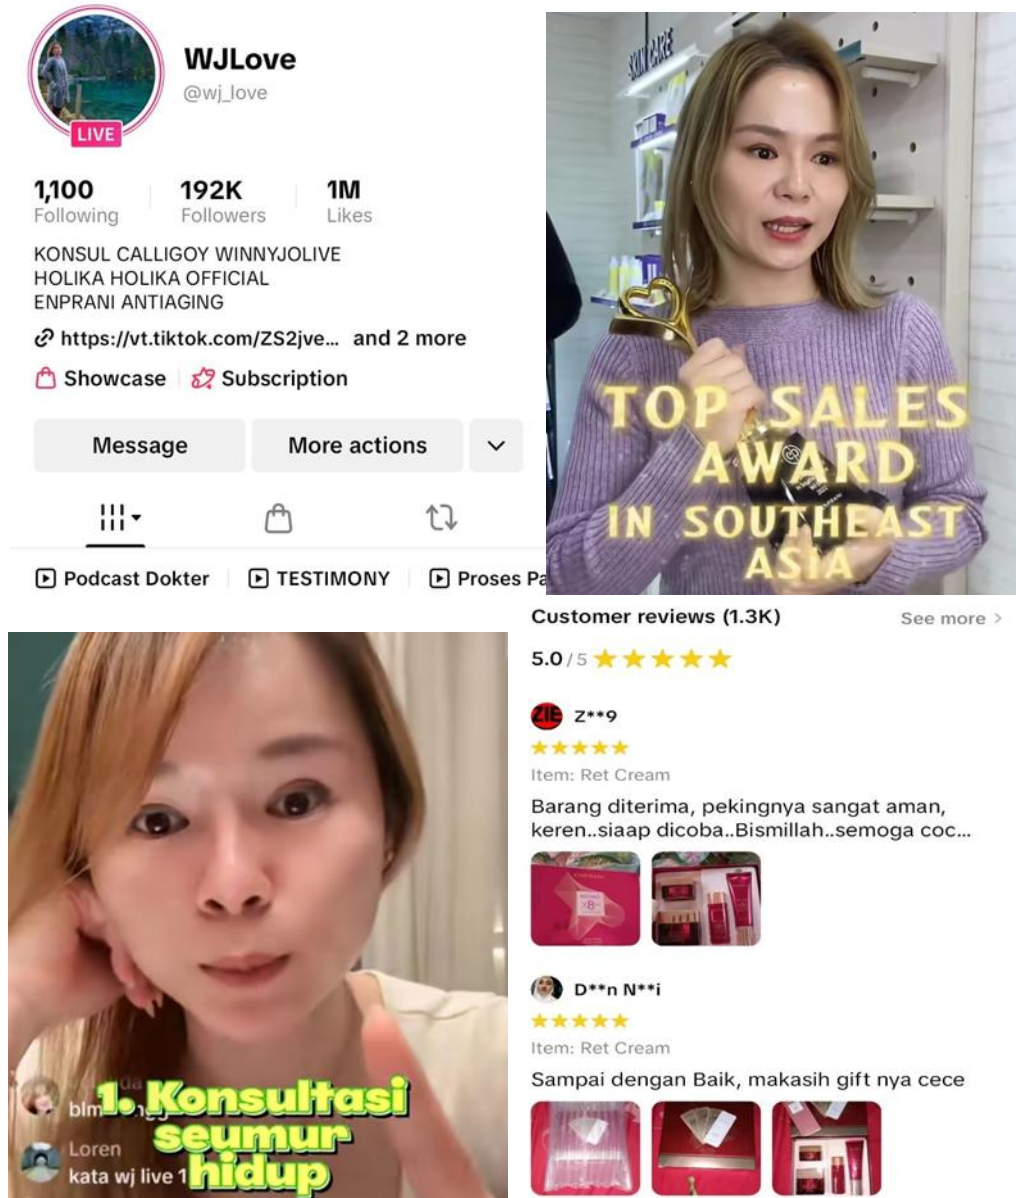 WJLove
@wj_love
LIVE
1,100
Following
192K
Followers
1M
Likes
KONSUL CALLIGOY WINNYJOLIVE
HOLIKA HOLIKA OFFICIAL
ENPRANI ANTIAGING
https://vt.tiktok.com/ZS2jve... and 2 more
Showcase
Subscription
Message
More actions
Podcast Dokter
TESTIMONY
Proses Pa
SKIN CARE
TOP SALES
AWARD
IN SOUTHEAST
ASIA
1. Konsultasi
seumur
hidup
Loren
kata wj live 1
Customer reviews (1.3K)
See more >
5.0 / 5
ZIE
Z**9
Item: Ret Cream
Barang diterima, pekingnya sangat aman,
keren..siaap dicoba..Bismillah..semoga coc...
D**n N**i
Item: Ret Cream
Sampai dengan Baik, makasih gift nya cece